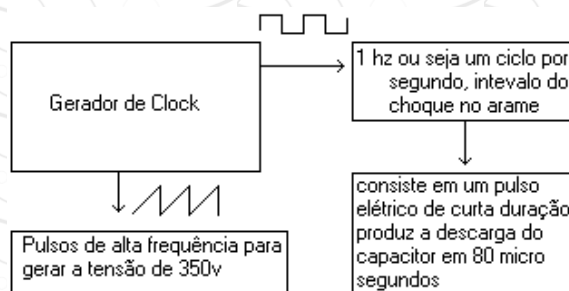 Gerador de Clock
1 hz ou seja um ciclo por
segundo, intevalo do
choque no arame
Pulsos de alta frequência para
gerar a tensão de 350v
consiste em um pulso
elétrico de curta duração
produz a descarga do
capacitor em 80 micro
segundos